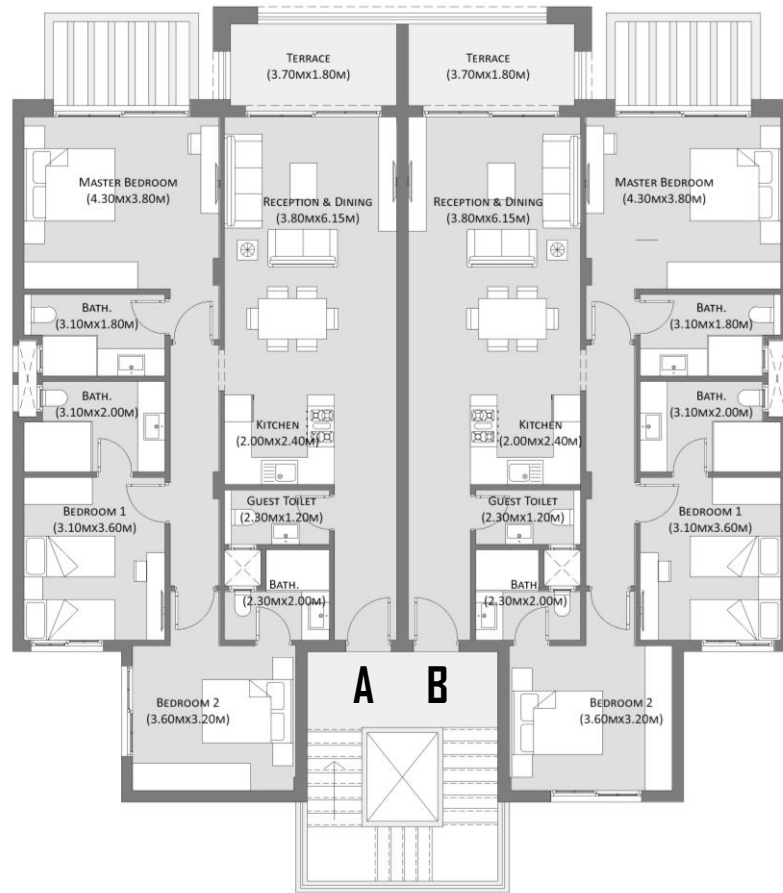 TERRACE
(3.70MX1.80M)
TERRACE
(3.70MX1.80M)
MASTER BEDROOM
(4.30MX3.80M)
RECEPTION & DINING
(3.80MX6.15M)
RECEPTION & DINING
(3.80MX6.15M)
MASTER BEDROOM
(4.30MX3.80M)
BATH.
(3.10MX1.80M)
BATH.
(3.10MX1.80M)
BATH.
(3.10MX2.00M)
KITCHEN
(2.00MX2.40M)
KITCHEN
(2.00MX2.40M)
BATH.
(3.10MX2.00M)
BEDROOM 1
(3.10MX3.60M)
GUEST TOILET
(2.30MX1.20M)
GUEST TOILET
(2.30MX1.20M)
BEDROOM 1
(3.10MX3.60M)
BATH.
(2.30MX2.00M)
BATH.
(2.30MX2.00M)
BEDROOM 2
(3.60MX3.20M)
A
B
BEDROOM 2
(3.60MX3.20M)